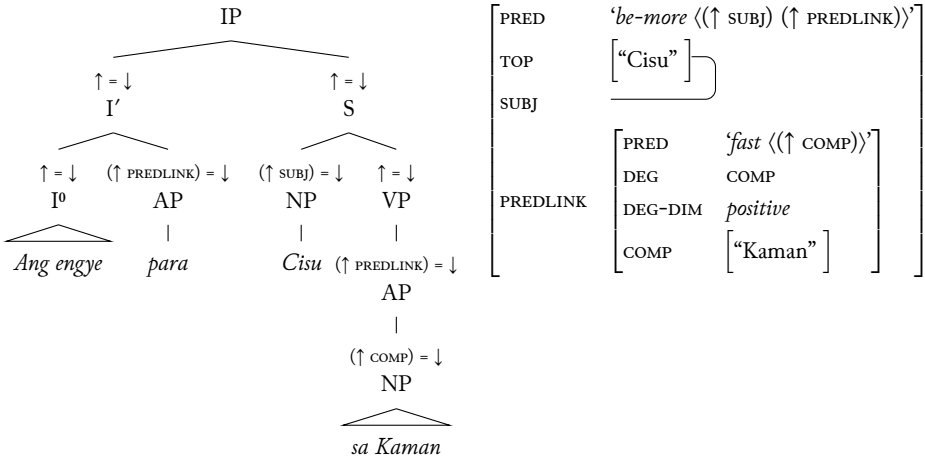 IP
↑ = ↓ ↑ = ↓
I′ S
↑ = ↓ (↑ PREDLINK) = ↓ (↑ SUBJ) = ↓ ↑ = ↓
I⁰ AP NP VP
Ang engye para Cisu (↑ PREDLINK) = ↓
AP
(↑ COMP) = ↓
NP
sa Kaman
PRED ‘be-more ⟨(↑ SUBJ) (↑ PREDLINK)⟩’
TOP [“Cisu”]
SUBJ
PREDLINK
PRED ‘fast ⟨(↑ COMP)⟩’
DEG COMP
DEG-DIM positive
COMP [“Kaman”]